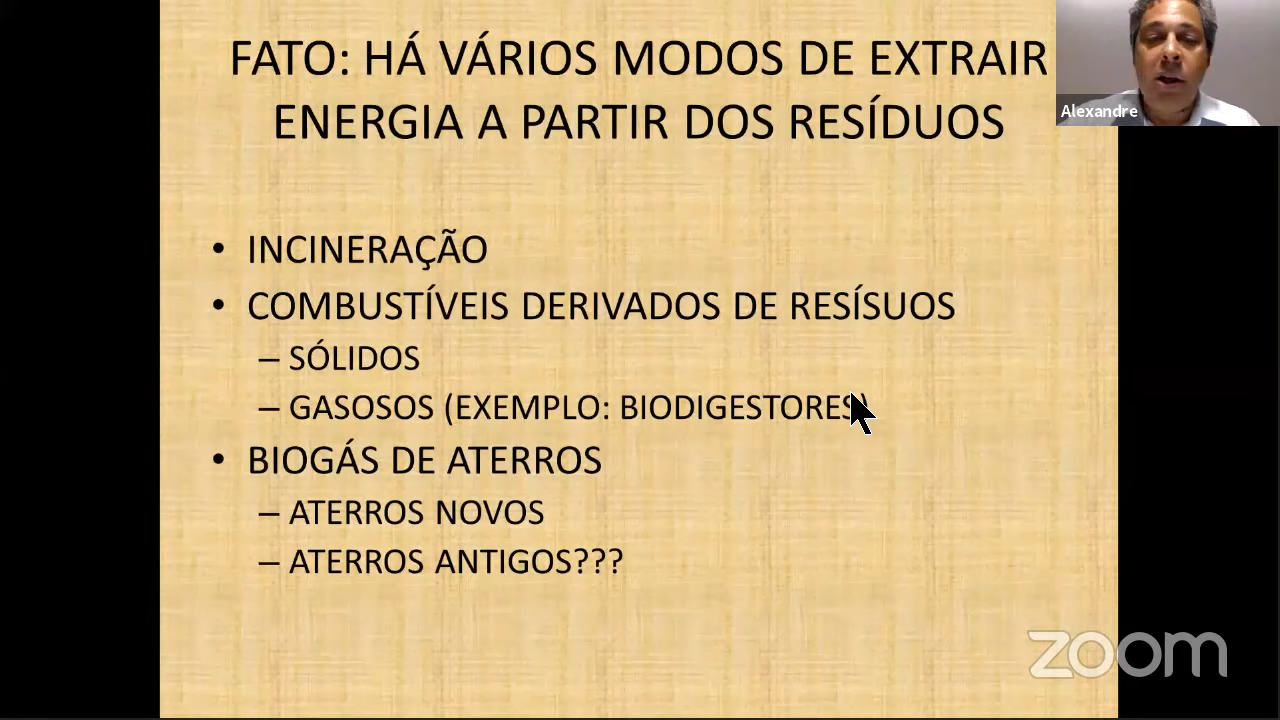 FATO: HÁ VÁRIOS MODOS DE EXTRAIR
ENERGIA A PARTIR DOS RESÍDUOS
Alexandre
• INCINERAÇÃO
• COMBUSTÍVEIS DERIVADOS DE RESÍSUOS
– SÓLIDOS
– GASOSOS (EXEMPLO: BIODIGESTORES)
• BIOGÁS DE ATERROS
– ATERROS NOVOS
– ATERROS ANTIGOS???
zoom